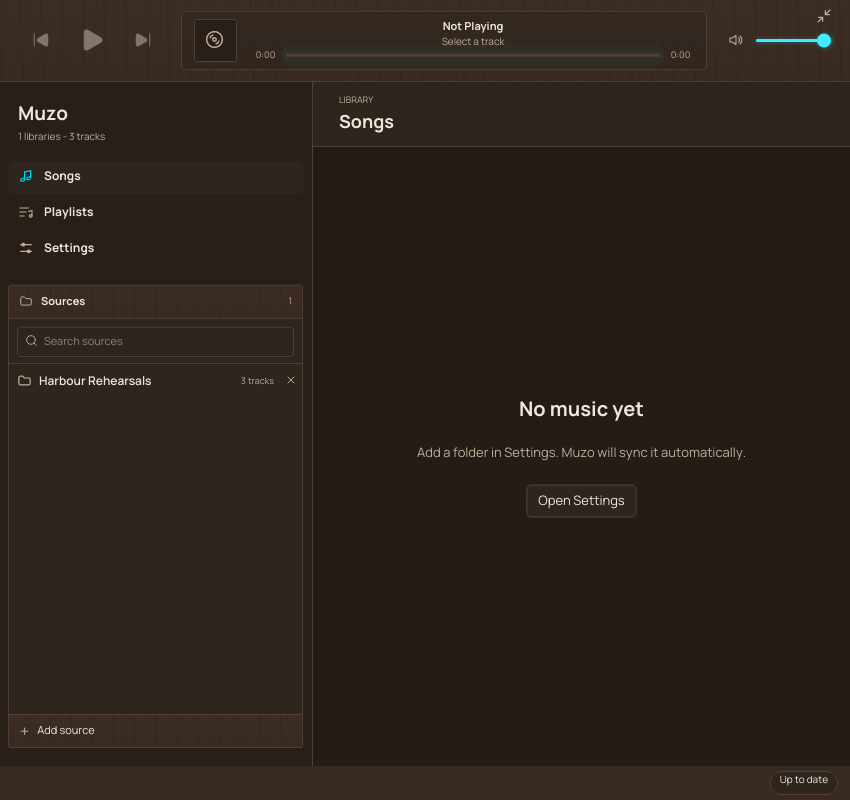 Not Playing
Select a track
0:00
0:00
Muzo
1 libraries - 3 tracks
Songs
Playlists
Settings
Sources
1
Search sources
Harbour Rehearsals
3 tracks
Add source
LIBRARY
Songs
No music yet
Add a folder in Settings. Muzo will sync it automatically.
Open Settings
Up to date